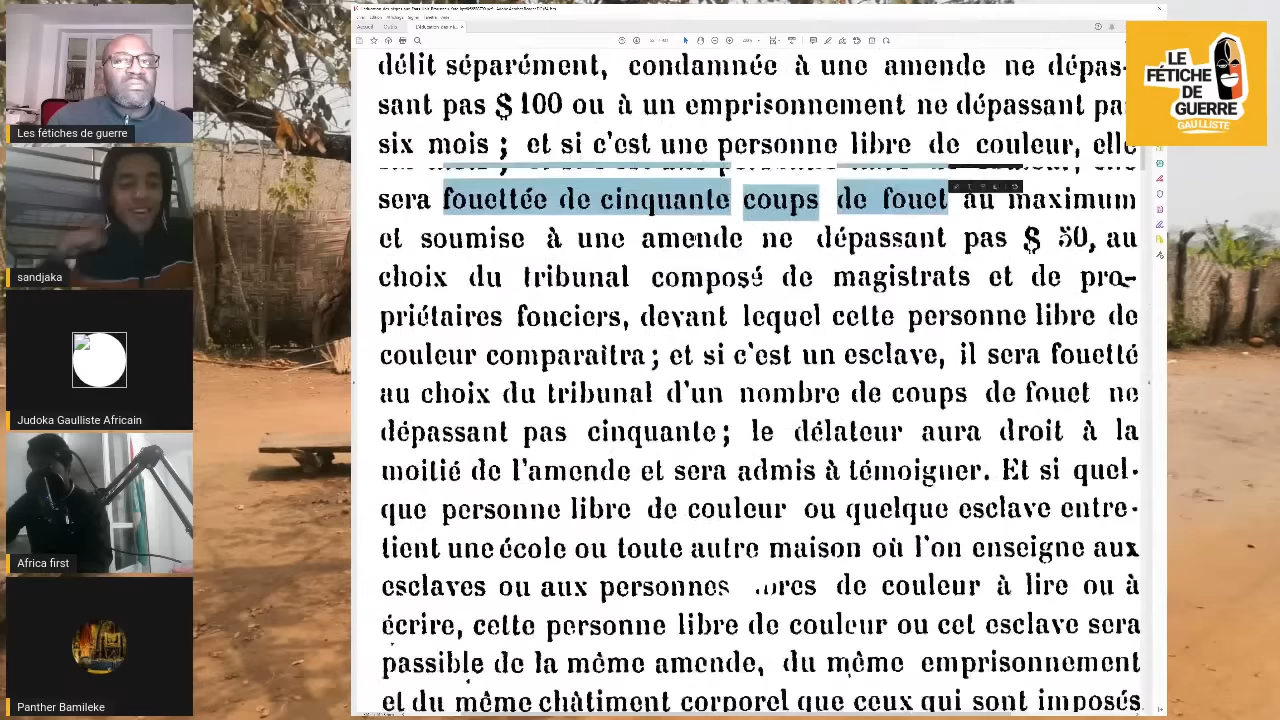 Les fétiches de guerre
sandjaka
Judoka Gaulliste Africain
Africa first
Panther Bamileke
LE
FÉTICHE
DE
GUERRE
GAULLISTE
Accueil Outils
délit séparément, condamnée à une amende ne dépas-
sant pas $ 100 ou à un emprisonnement ne dépassant pa
six mois ; et si c'est une personne libre de couleur, elle
sera fouettée de cinquante coups de fouet au maximum
et soumise à une amende ne dépassant pas $ 50, au
choix du tribunal composé de magistrats et de pro-
priétaires fonciers, devant lequel cette personne libre de
couleur comparaitra ; et si c'est un esclave, il sera fouetté
au choix du tribunal d'un nombre de coups de fouet ne
dépassant pas cinquante ; le délateur aura droit à la
moitié de l'amende et sera admis à témoigner. Et si quel-
que personne libre de couleur ou quelque esclave entre-
tient une école ou toute autre maison où l'on enseigne aux
esclaves ou aux personnes de couleur à lire ou à
écrire, cette personne libre de couleur ou cet esclave sera
passible de la même amende, du même emprisonnement
et du même châtiment corporel que ceux qui sont imposés